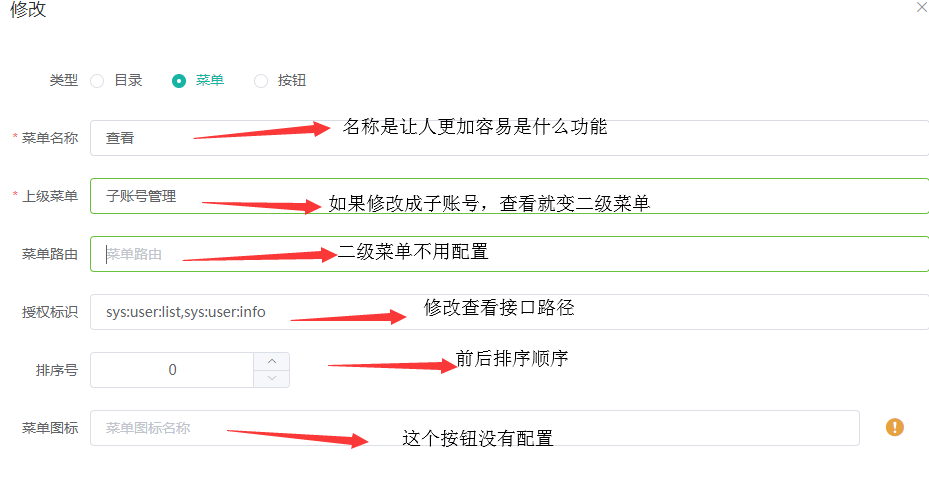 修改
类型 目录 菜单 按钮
* 菜单名称 查看 名称是让人更加容易是什么功能
* 上级菜单 子账号管理 如果修改成子账号，查看就变二级菜单
菜单路由 菜单路由 二级菜单不用配置
授权标识 sys:user:list,sys:user:info 修改查看接口路径
排序号 0 前后排序顺序
菜单图标 菜单图标名称 这个按钮没有配置